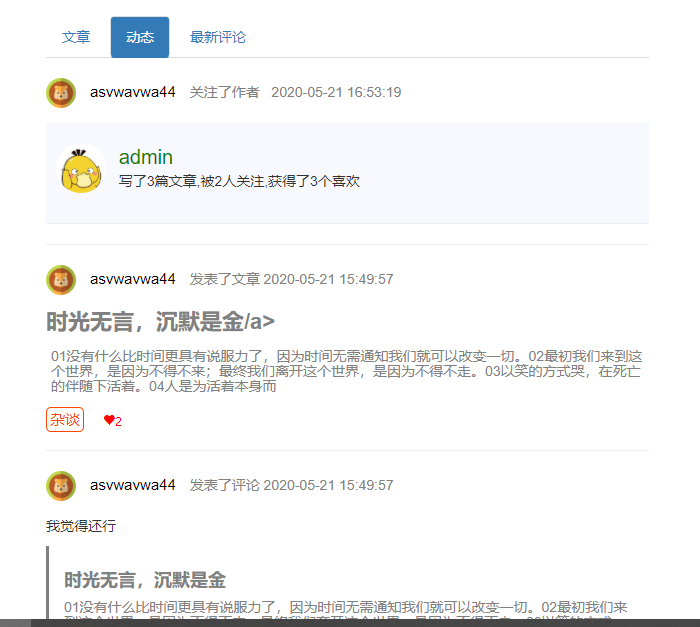 文章 动态 最新评论
asvwavwa44 关注了作者 2020-05-21 16:53:19
admin
写了3篇文章,被2人关注,获得了3个喜欢
asvwavwa44 发表了文章 2020-05-21 15:49:57
时光无言，沉默是金/a>
01没有什么比时间更具有说服力了，因为时间无需通知我们就可以改变一切。02最初我们来到这
个世界，是因为不得不来；最终我们离开这个世界，是因为不得不走。03以笑的方式哭，在死亡
的伴随下活着。04人是为活着本身而
杂谈 2
asvwavwa44 发表了评论 2020-05-21 15:49:57
我觉得还行
时光无言，沉默是金
01没有什么比时间更具有说服力了，因为时间无需通知我们就可以改变一切。02最初我们来